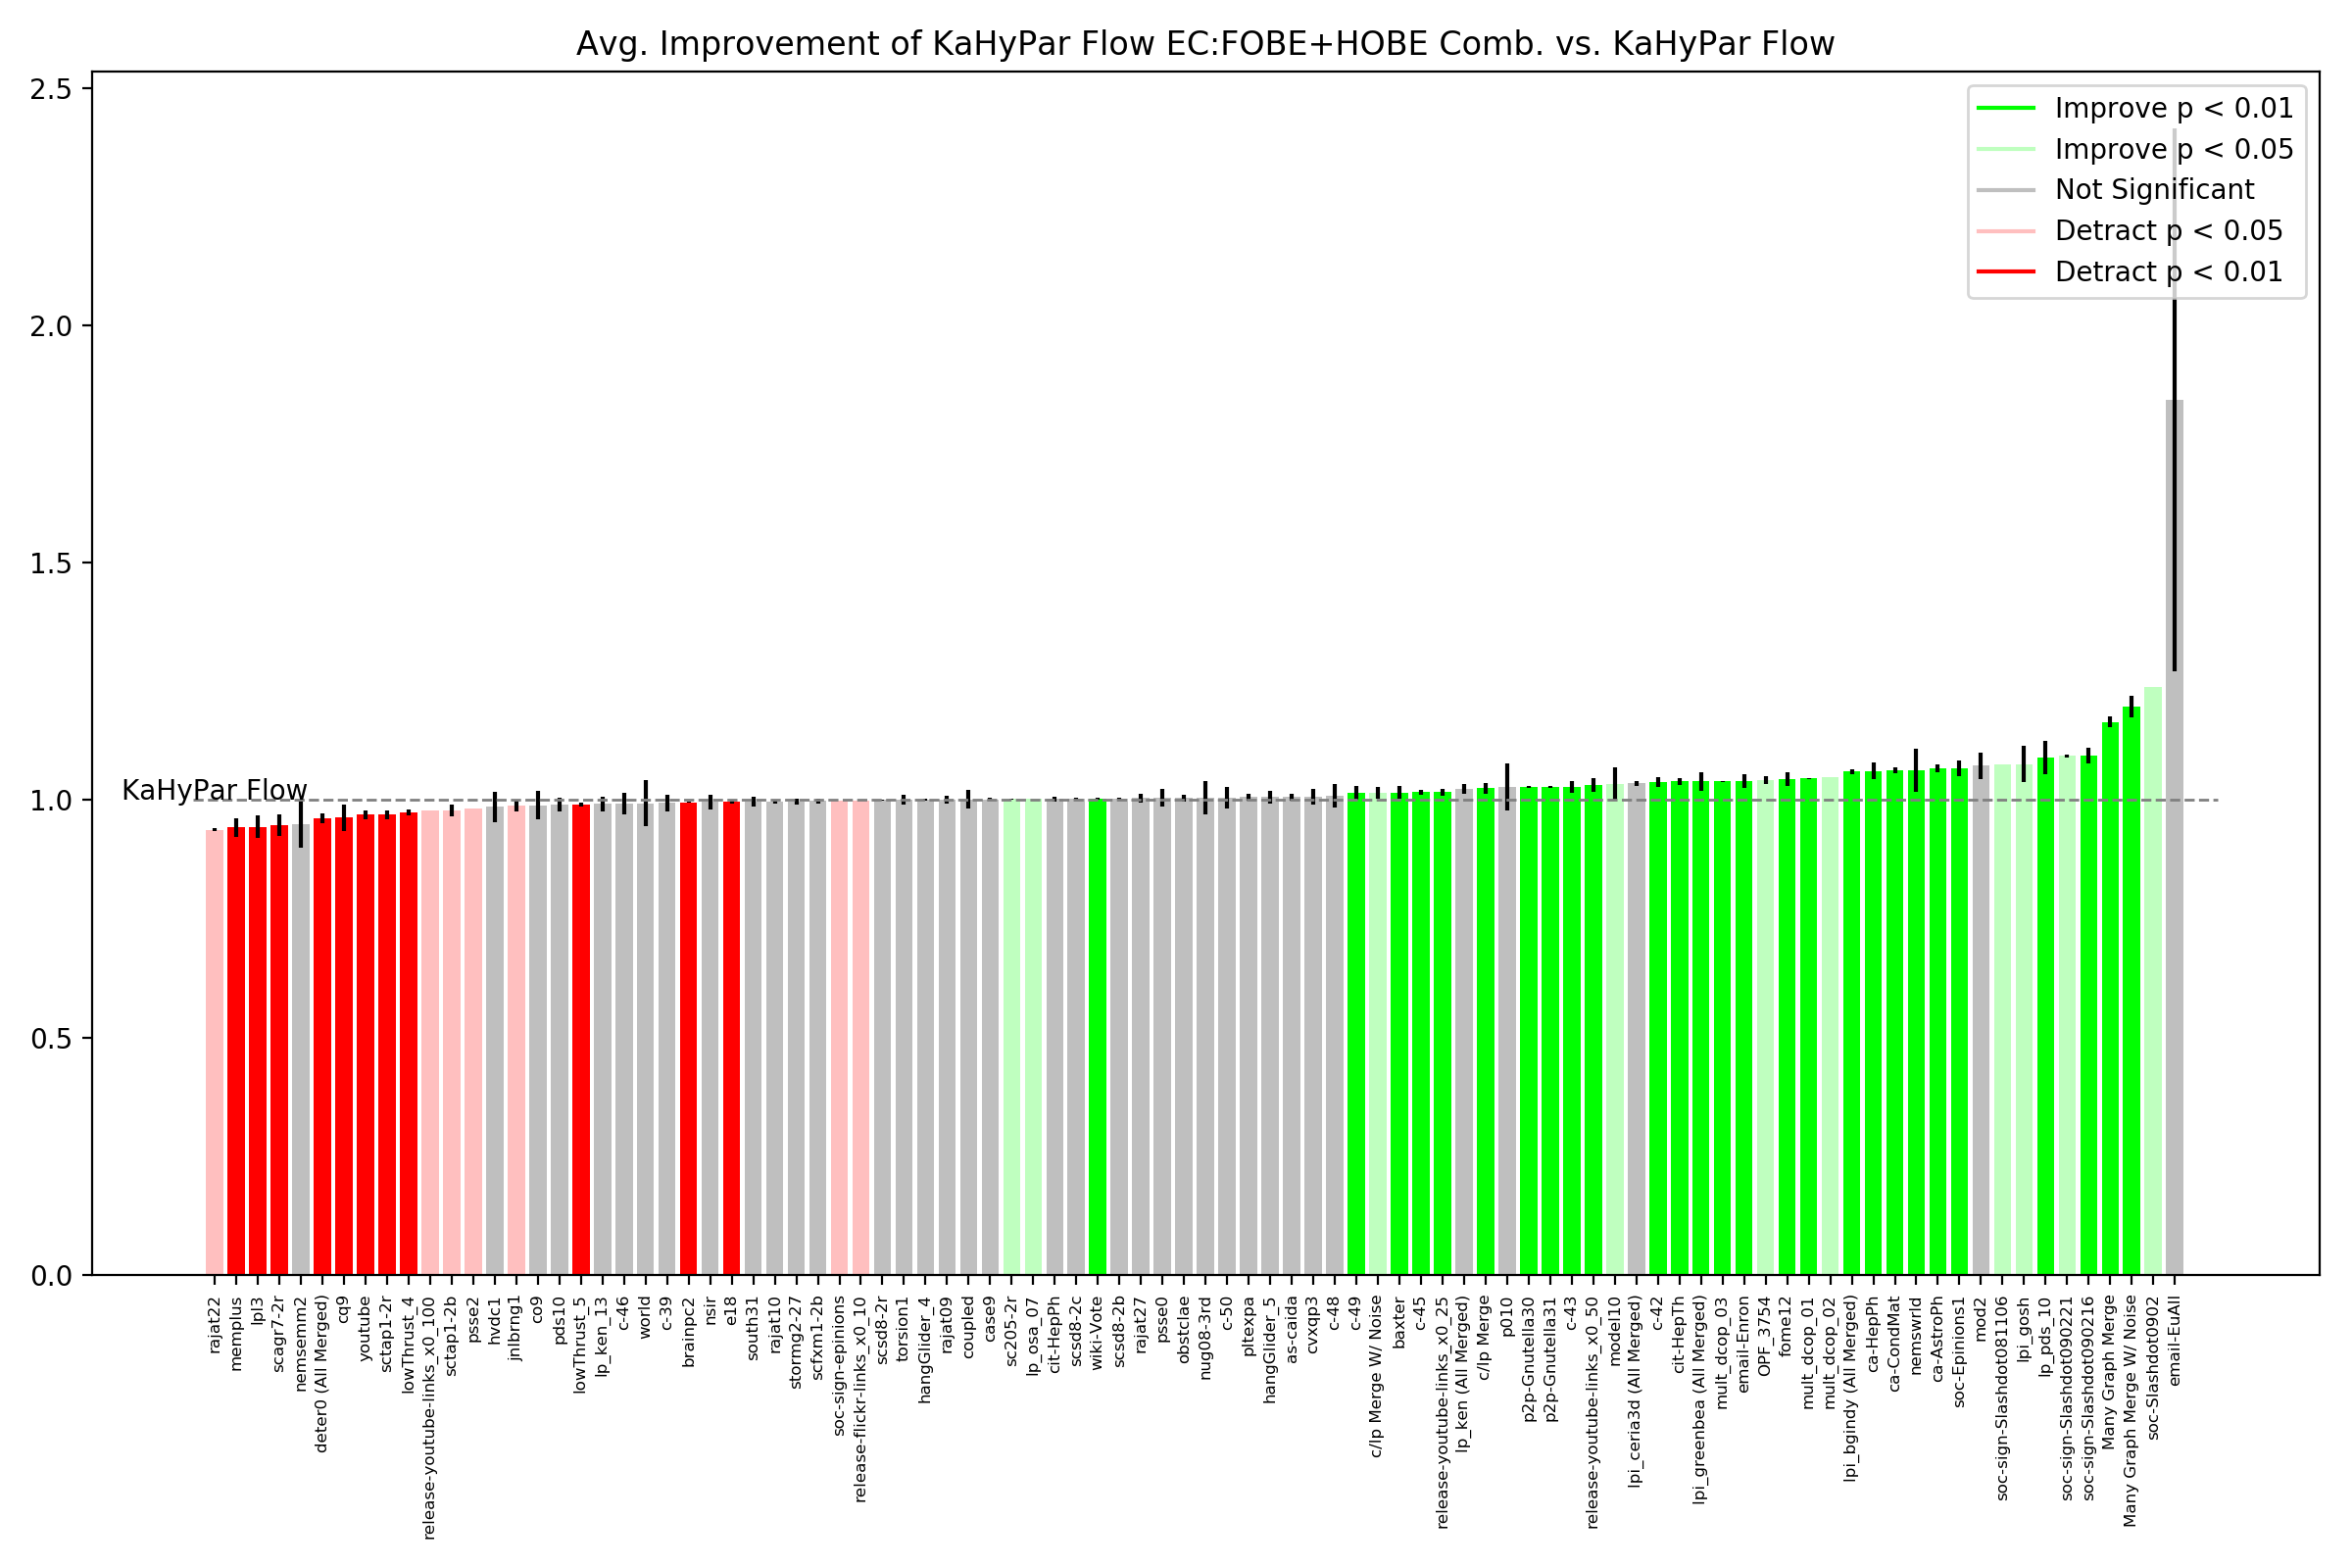 Avg. Improvement of KaHyPar Flow EC:FOBE+HOBE Comb. vs. KaHyPar Flow
2.5
2.0
1.5
1.0
0.5
0.0
Improve p < 0.01
Improve p < 0.05
Not Significant
Detract p < 0.05
Detract p < 0.01
KaHyPar Flow
rajat22
memplus
lpl3
scagr7-2r
nemsemm2
deter0 (All Merged)
cq9
youtube
sctap1-2r
lowThrust_4
release-youtube-links_x0_100
sctap1-2b
psse2
hvdc1
jnlbrng1
co9
pds10
lowThrust_5
lp_ken_13
c-46
world
c-39
brainpc2
nsir
e18
south31
rajat10
stormg2-27
scfxm1-2b
soc-sign-epinions
release-flickr-links_x0_10
scsd8-2r
torsion1
hangGlider_4
rajat09
coupled
case9
sc205-2r
lp_osa_07
cit-HepPh
scsd8-2c
wiki-Vote
scsd8-2b
rajat27
psse0
obstclae
nug08-3rd
c-50
pltexpa
hangGlider_5
as-caida
cvxqp3
c-48
c-49
c/lp Merge W/ Noise
baxter
c-45
release-youtube-links_x0_25
lp_ken (All Merged)
c/lp Merge
p010
p2p-Gnutella30
p2p-Gnutella31
c-43
release-youtube-links_x0_50
model10
lpi_ceria3d (All Merged)
c-42
cit-HepTh
lpi_greenbea (All Merged)
mult_dcop_03
email-Enron
OPF_3754
fome12
mult_dcop_01
mult_dcop_02
lpi_bgindy (All Merged)
ca-HepPh
ca-CondMat
nemswrld
ca-AstroPh
soc-Epinions1
mod2
soc-sign-Slashdot081106
lpi_gosh
lp_pds_10
soc-sign-Slashdot090221
soc-sign-Slashdot090216
Many Graph Merge
Many Graph Merge W/ Noise
soc-Slashdot0902
email-EuAll